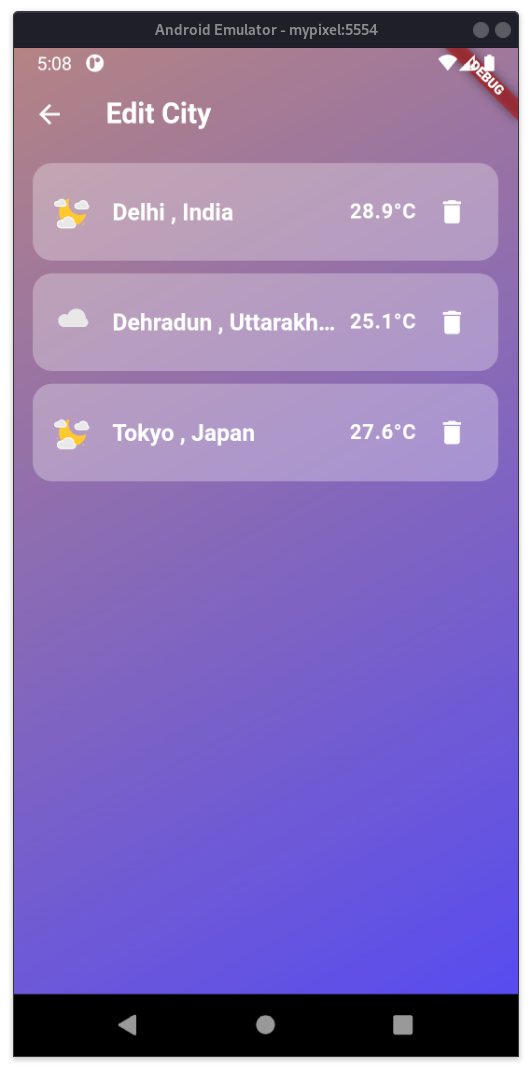 Android Emulator - mypixel:5554
5:08
DEBUG
Edit City
Delhi , India 28.9°C
Dehradun , Uttarakh... 25.1°C
Tokyo , Japan 27.6°C